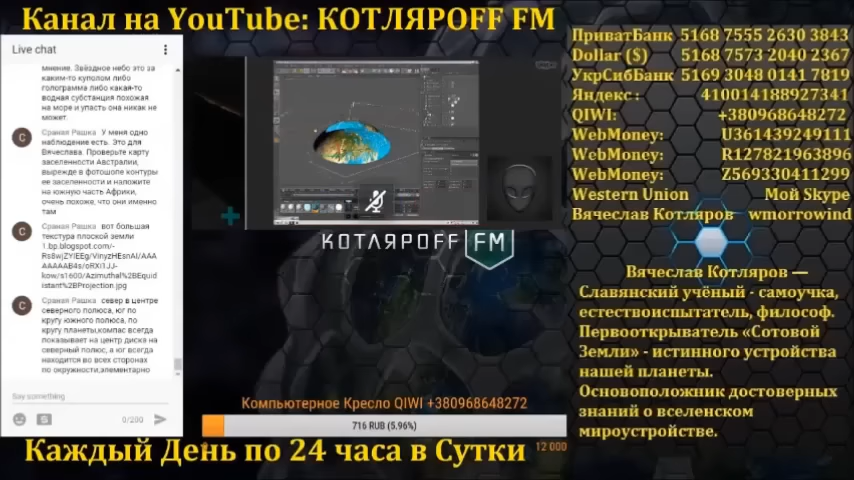 Канал на YouTube: КОТЛЯРОFF FM
Live chat
мнение. Звёздное небо это за
каким-то куполом либо
голограмма либо какая-то
водная субстанция похожая
на море и упасть она никак не
может.
Сраная Рашка У меня одно
наблюдение есть. Это для
Вячеслава. Проверьте карту
заселенности Австралии,
вырежде в фотошопе контуры
ее заселенности и наложите
на южную часть Африки,
очень похоже, что они именно
там
Сраная Рашка вот большая
текстура плоской земли
Сраная Рашка север в центре
северного полюса, юг по
кругу южного полюса, по
кругу планеты,компас всегда
показывает на центр диска на
северный полюс, а юг всегда
находится во всех сторонах
по окружности,элементарно
Say something
0/200
КОТЛЯРОFF FM
Компьютерное Кресло QIWI +380968648272
716 RUB (5.96%)
12 000
Каждый День по 24 часа в Сутки
ПриватБанк 5168 7555 2630 3843
Dollar ($) 5168 7573 2040 2367
УкрСибБанк 5169 3048 0141 7819
Яндекс : 410014188927341
QIWI: +380968648272
WebMoney: U361439249111
WebMoney: R127821963896
WebMoney: Z569330411299
Western Union Мой Skype
Вячеслав Котляров wmorrowind
Вячеслав Котляров —
Славянский учёный - самоучка,
естествоиспытатель, философ.
Первооткрыватель «Сотовой
Земли» - истинного устройства
нашей планеты.
Основоположник достоверных
знаний о вселенском
мироустройстве.